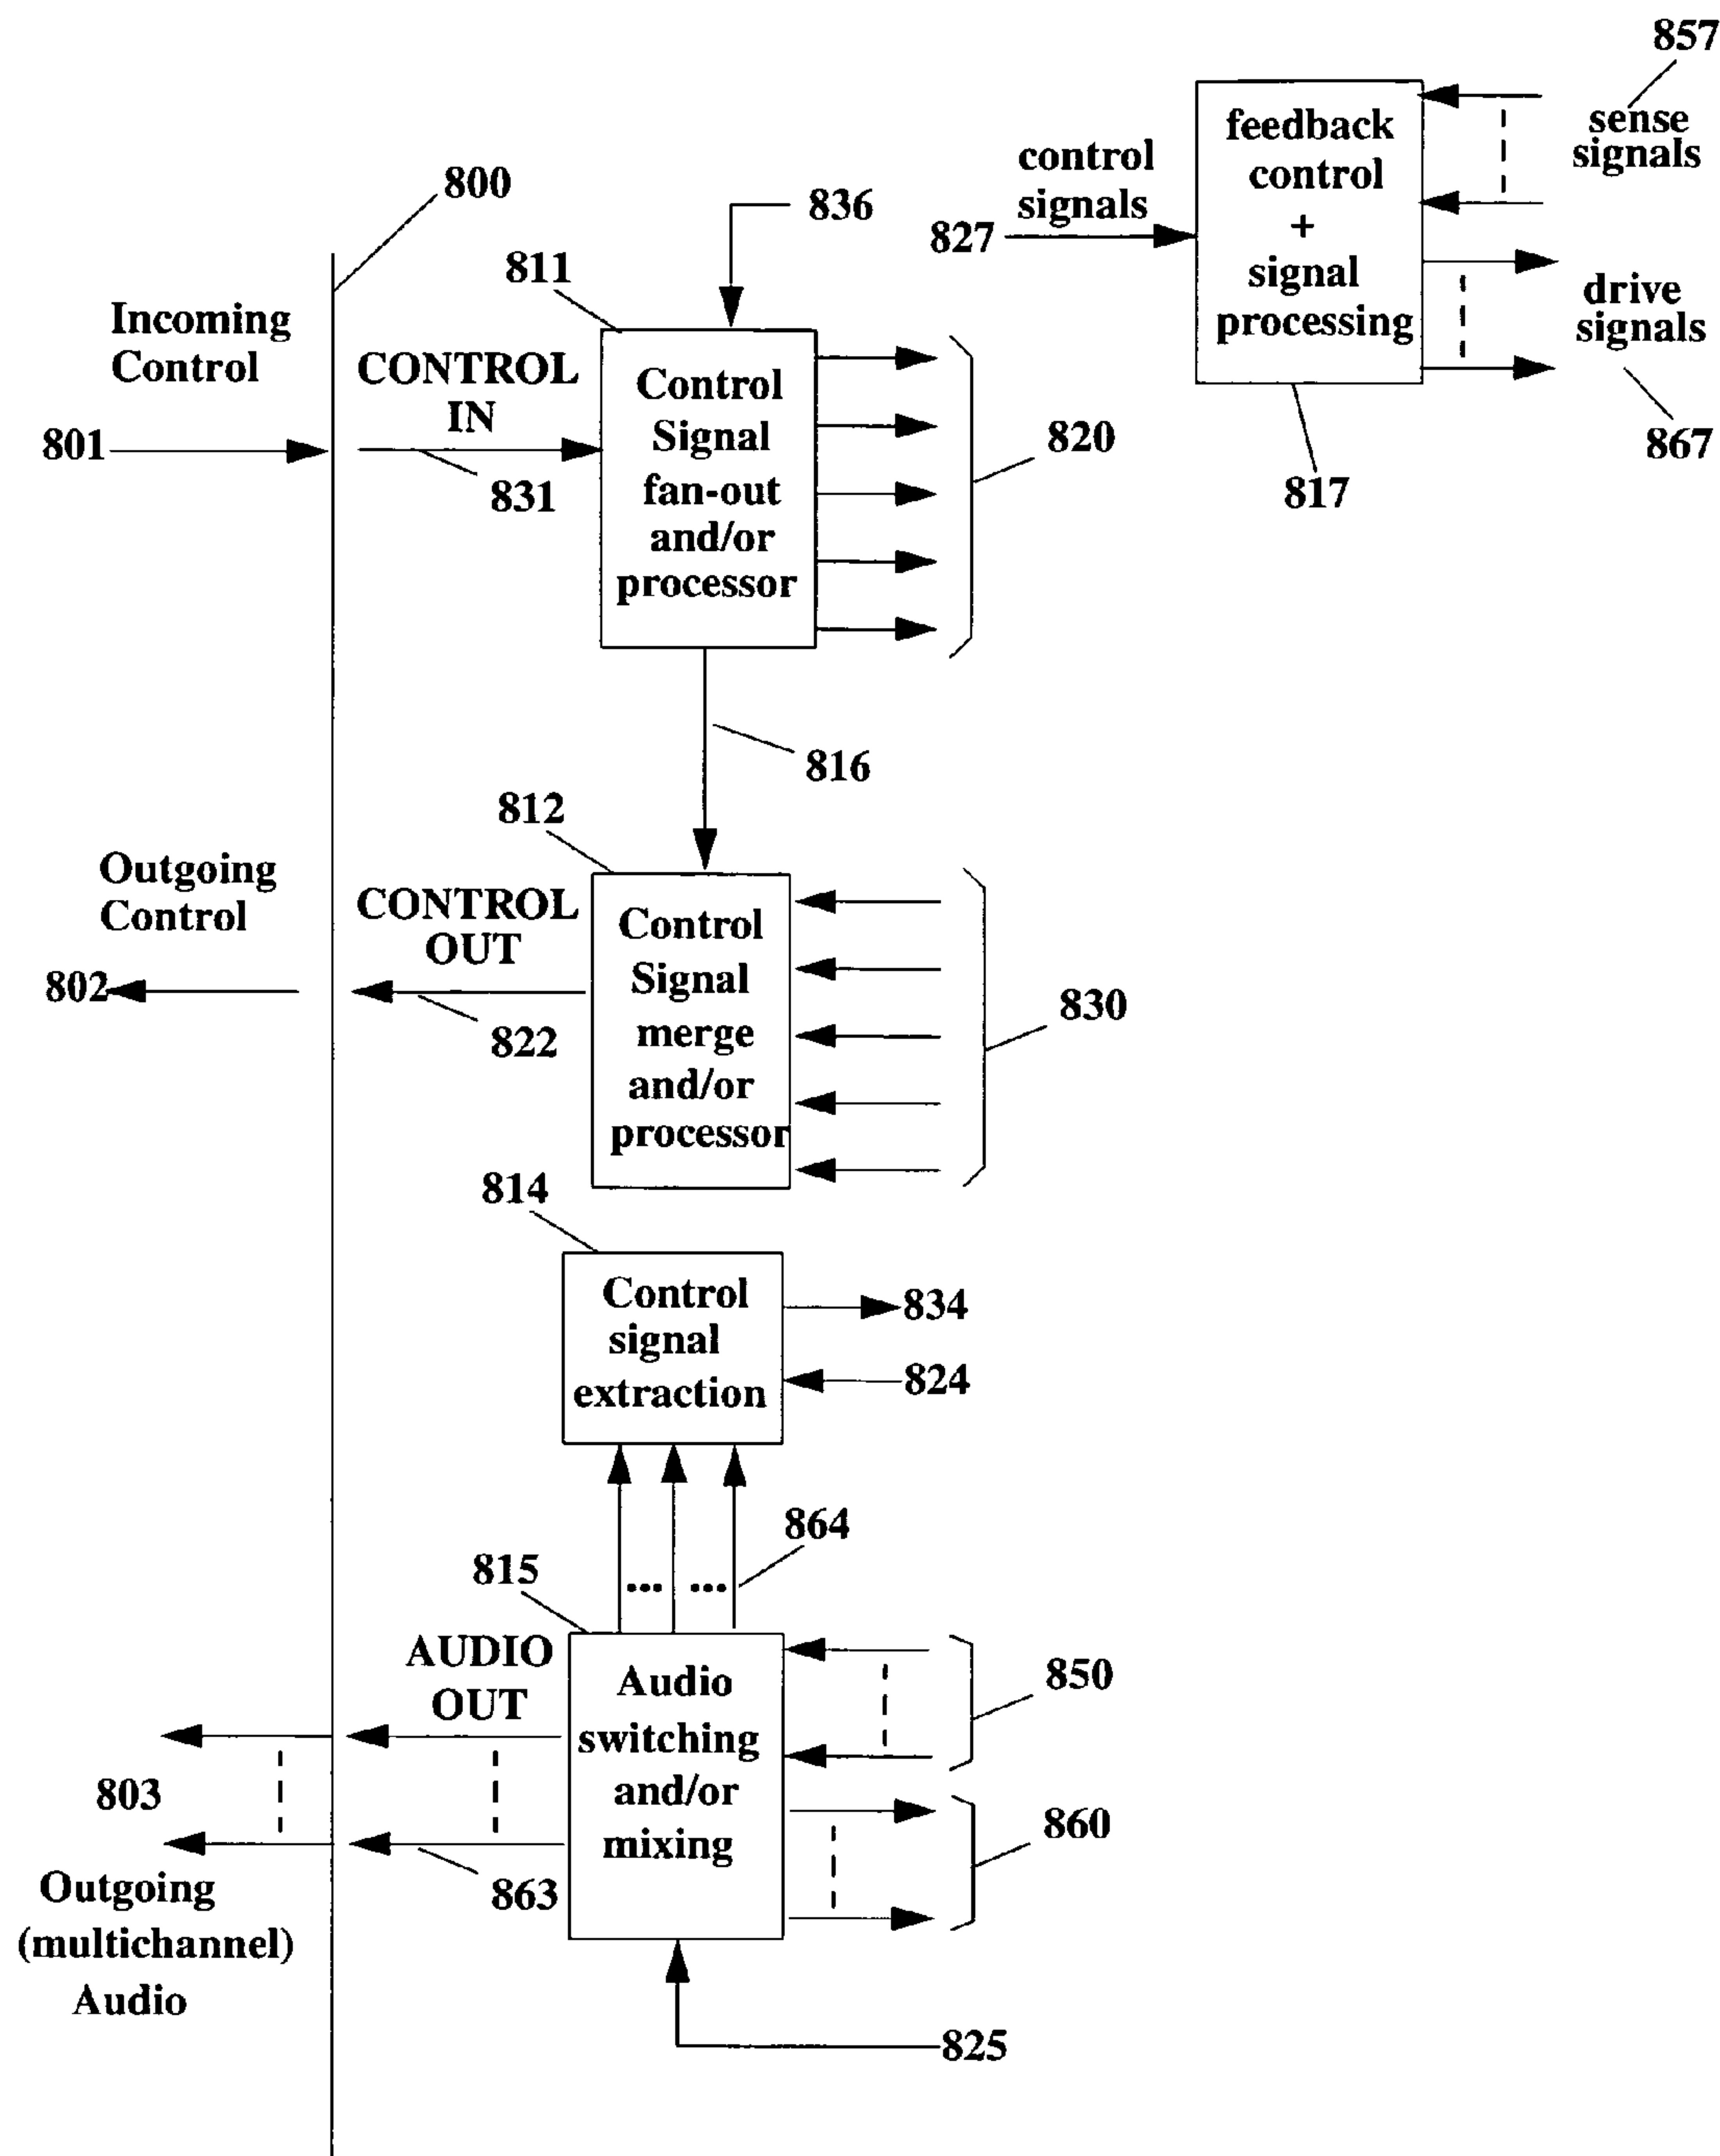 857
sense
signals
feedback
control
+
signal
processing
control
signals
827
drive
signals
867
817
800
836
811
Incoming
Control
CONTROL
IN
801
831
Control
Signal
fan-out
and/or
processor
820
816
812
Outgoing
Control
CONTROL
OUT
802
822
Control
Signal
merge
and/or
processor
830
814
Control
signal
extraction
834
824
864
815
... ...
AUDIO
OUT
Audio
switching
and/or
mixing
850
860
803
863
Outgoing
(multichannel)
Audio
825